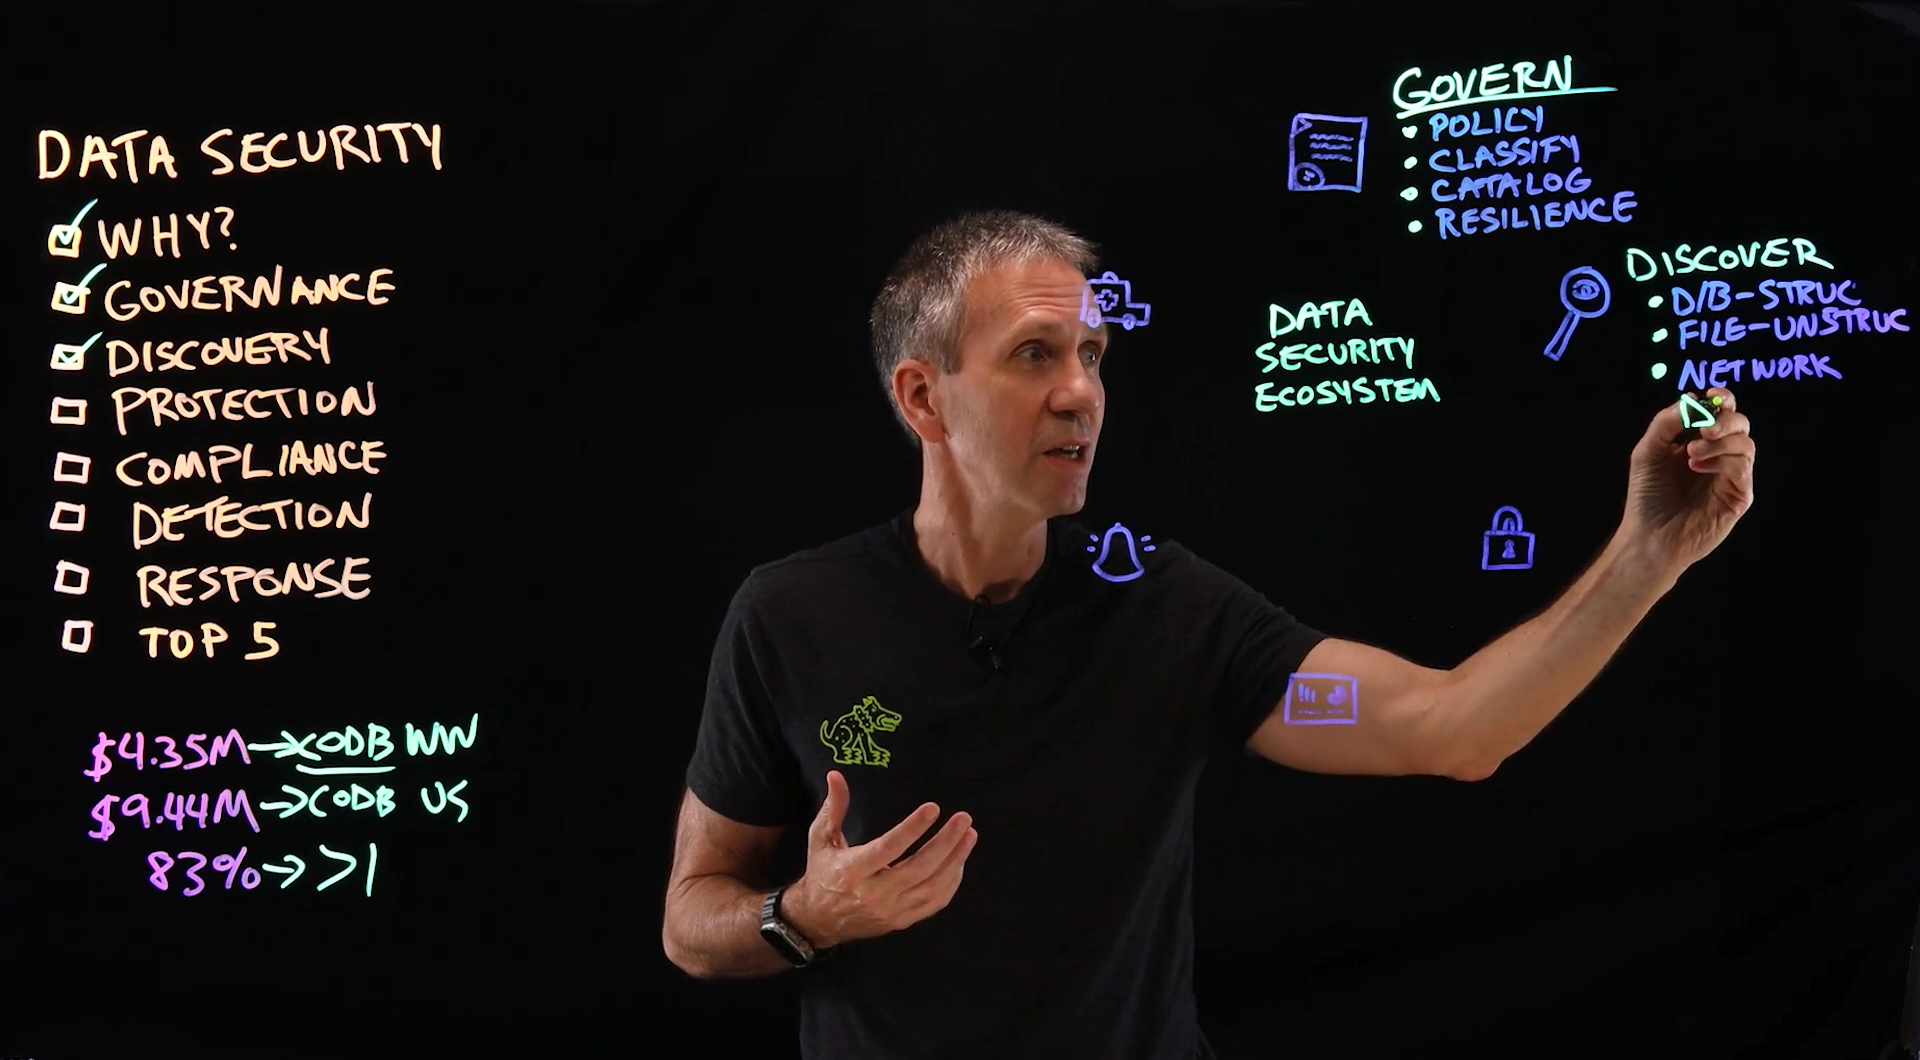 DATA SECURITY
WHY?
GOVERNANCE
DISCOVERY
PROTECTION
COMPLIANCE
DETECTION
RESPONSE
TOP 5
$4.35M → CODB WW
$9.44M → CODB US
83% → >1
DATA
SECURITY
ECOSYSTEM
GOVERN
• POLICY
• CLASSIFY
• CATALOG
• RESILIENCE
DISCOVER
• D/B-STRUC
• FILE-UNSTRUC
• NETWORK
D